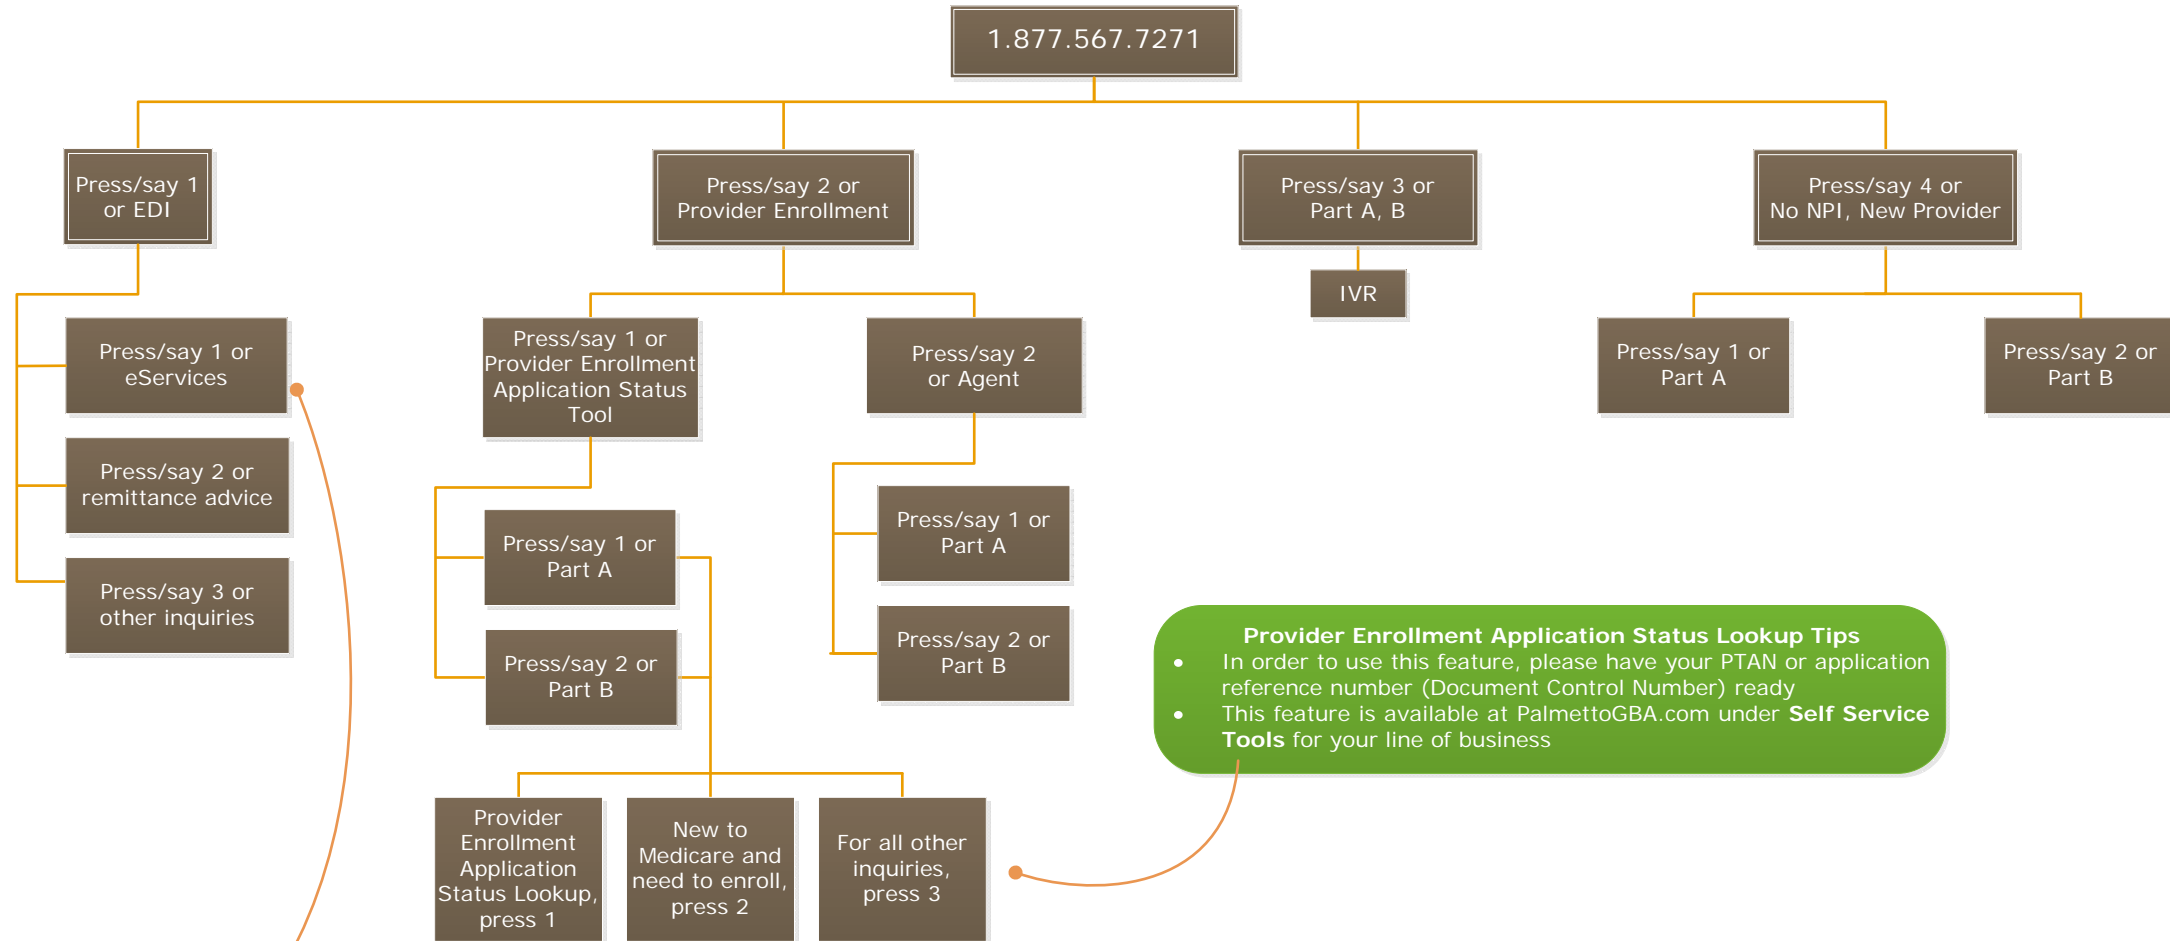 1.877.567.7271
Press/say 1
or EDI
Press/say 2 or
Provider Enrollment
Press/say 3 or
Part A, B
Press/say 4 or
No NPI, New Provider
IVR
Press/say 1 or
eServices
Press/say 2 or
remittance advice
Press/say 3 or
other inquiries
Press/say 1 or
Provider Enrollment
Application Status
Tool
Press/say 2
or Agent
Press/say 1 or
Part A
Press/say 2 or
Part B
Press/say 1 or
Part A
Press/say 2 or
Part B
Press/say 1 or
Part A
Press/say 2 or
Part B
Provider
Enrollment
Application
Status Lookup,
press 1
New to
Medicare and
need to enroll,
press 2
For all other
inquiries,
press 3
Provider Enrollment Application Status Lookup Tips
• In order to use this feature, please have your PTAN or application
reference number (Document Control Number) ready
• This feature is available at PalmettoGBA.com under Self Service
Tools for your line of business